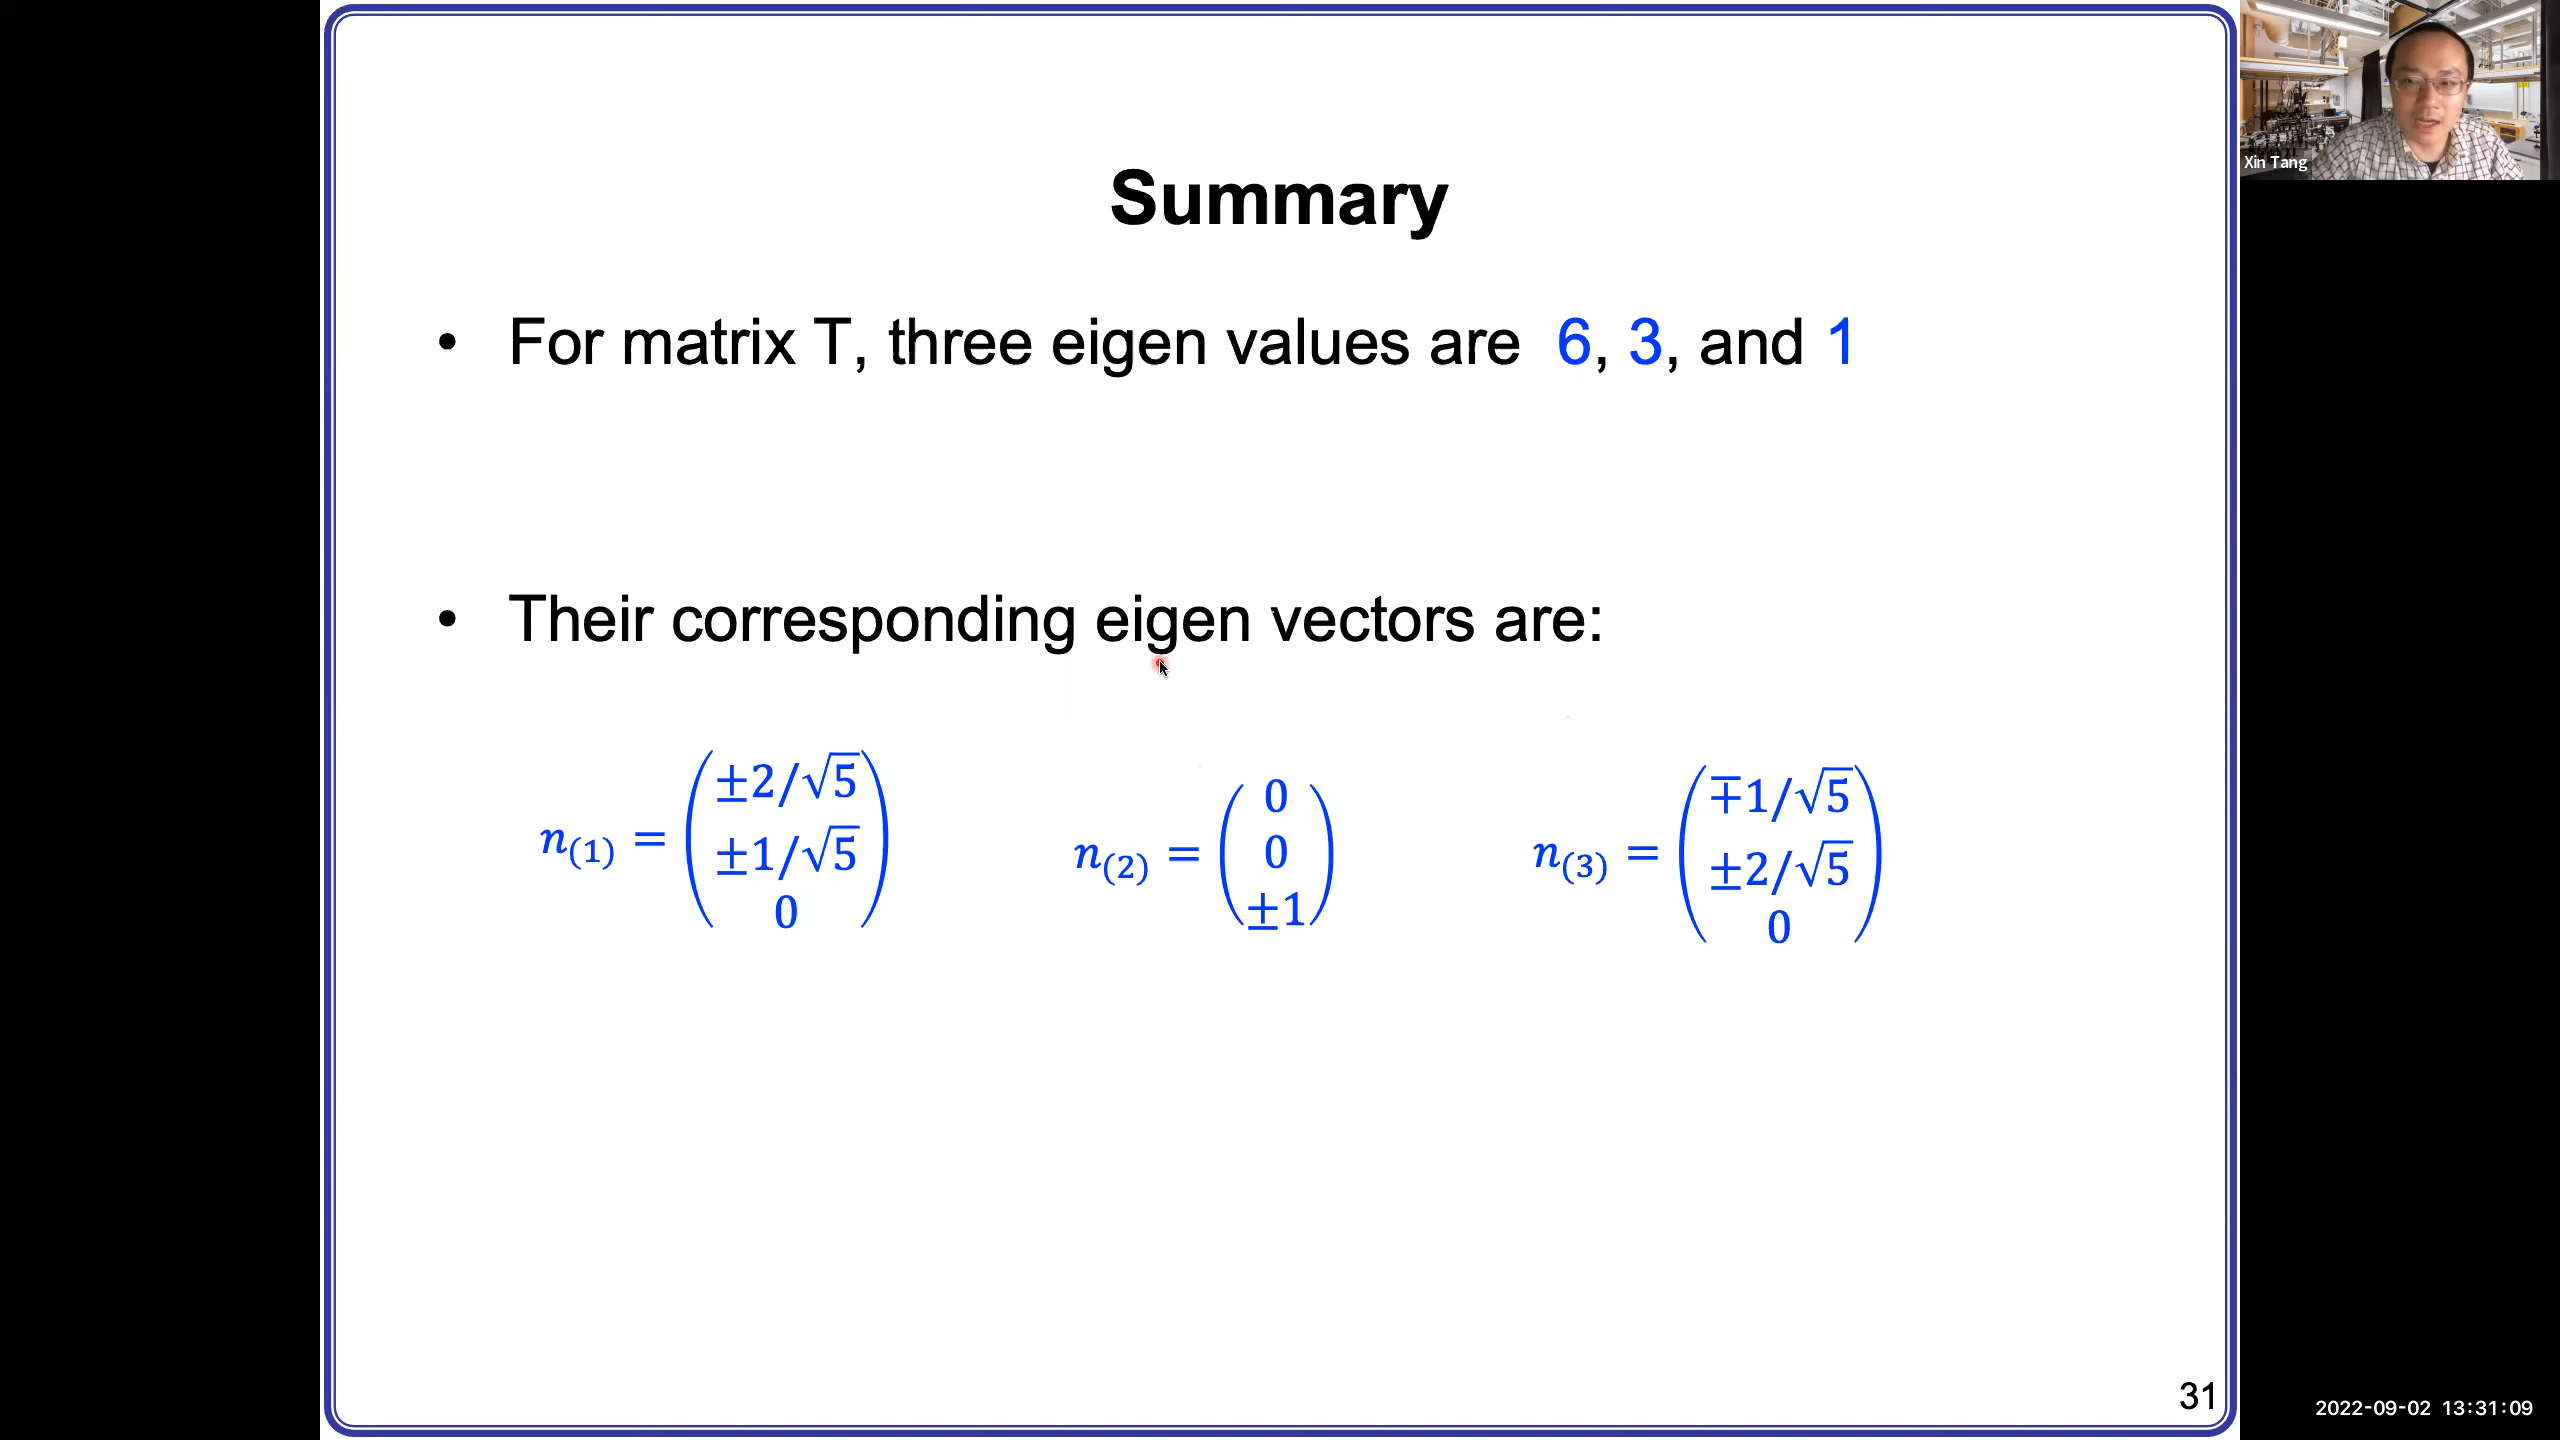 Xin Tang
Summary
• For matrix T, three eigen values are 6, 3, and 1
• Their corresponding eigen vectors are:
n(1) = (±2/√5
±1/√5
0)
n(2) = (0
0
±1)
n(3) = (∓1/√5
±2/√5
0)
31
2022-09-02 13:31:09